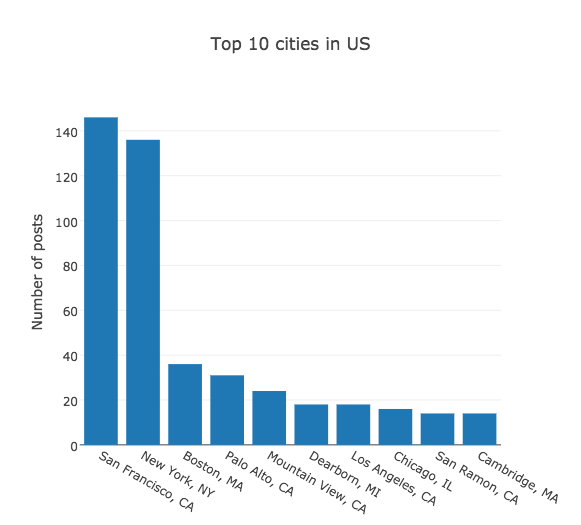 Top 10 cities in US
Number of posts
140
120
100
80
60
40
20
0
San Francisco, CA
New York, NY
Boston, MA
Palo Alto, CA
Mountain View, CA
Dearborn, MI
Los Angeles, CA
Chicago, IL
San Ramon, CA
Cambridge, MA